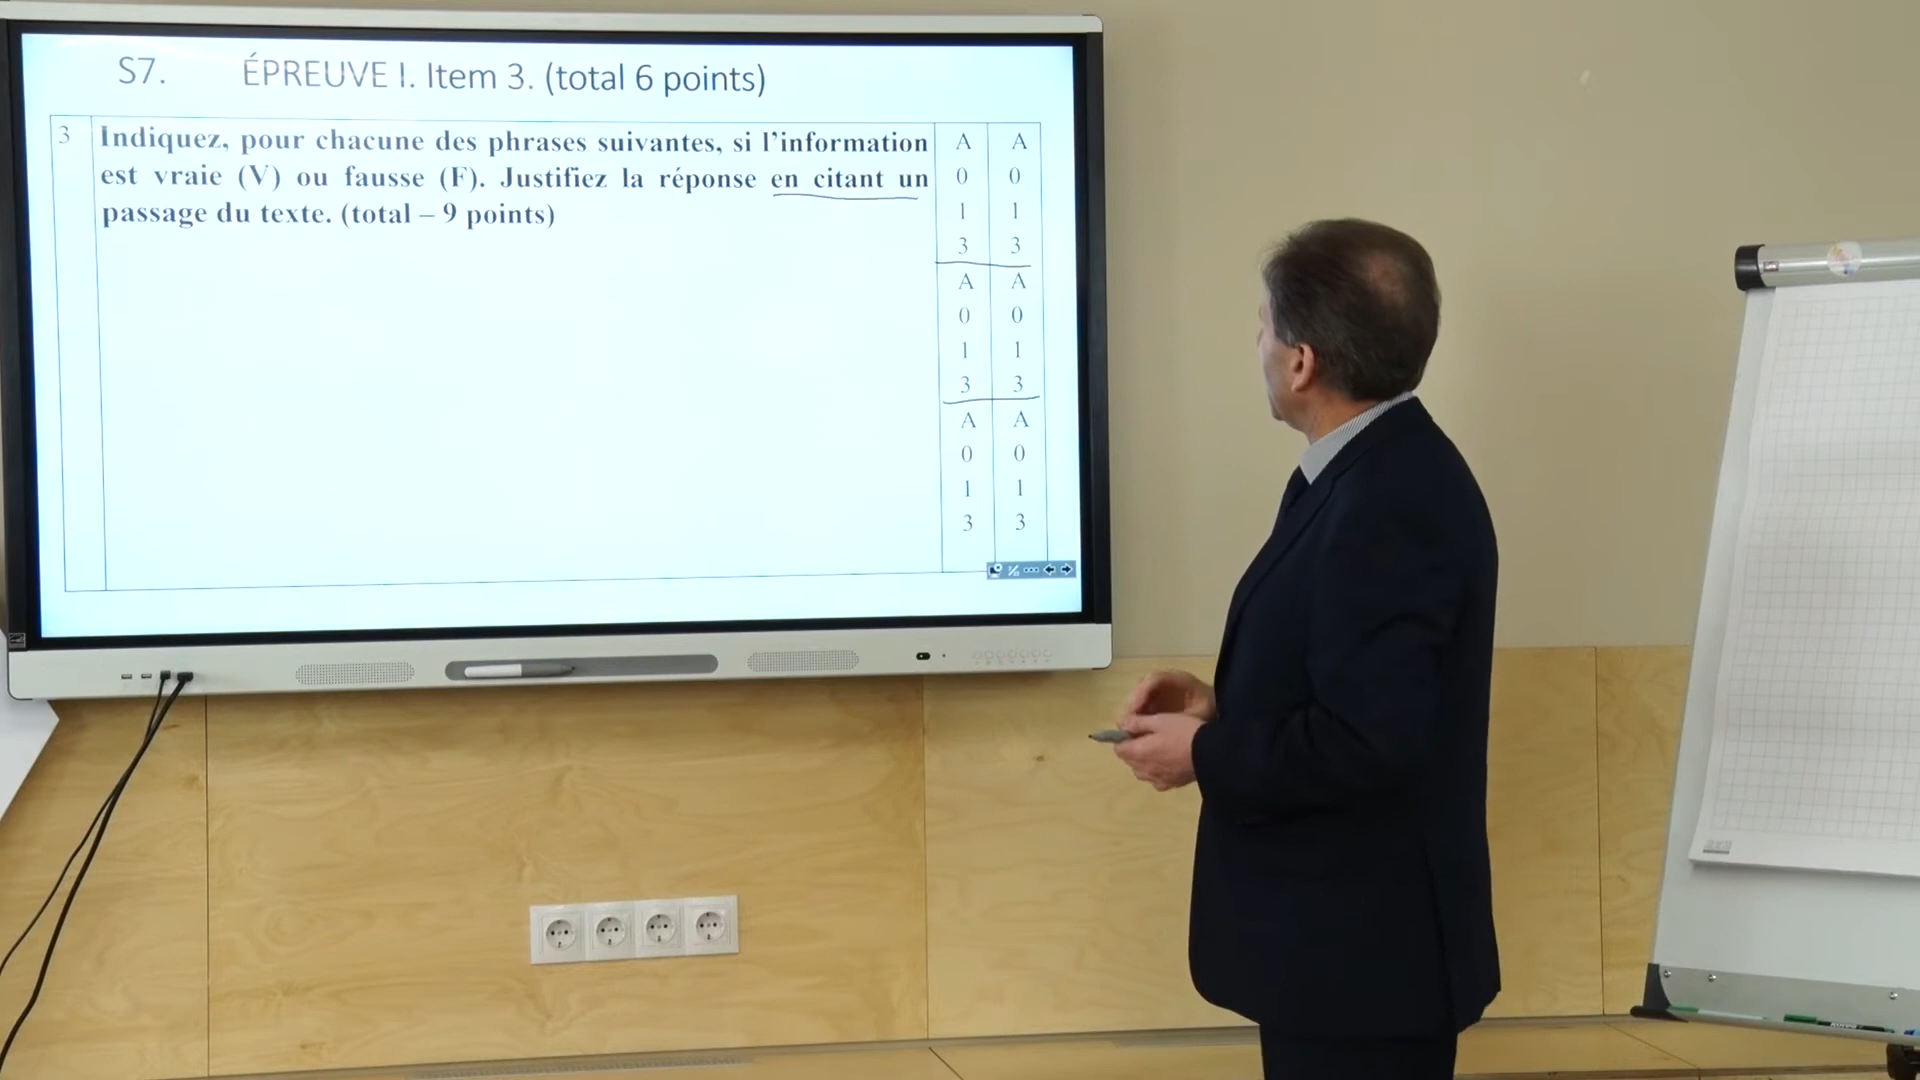 S7. ÉPREUVE I. Item 3. (total 6 points)
3
Indiquez, pour chacune des phrases suivantes, si l'information
est vraie (V) ou fausse (F). Justifiez la réponse en citant un
passage du texte. (total – 9 points)
A A
0 0
1 1
3 3
A A
0 0
1 1
3 3
A A
0 0
1 1
3 3